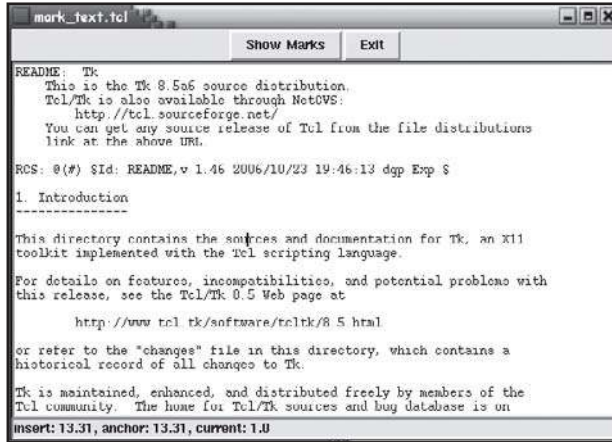 mark_text.tcl
Show Marks Exit
README: Tk
This is the Tk 8.5a6 source distribution.
Tcl/Tk is also available through NetCVS:
http://tcl.sourceforge.net/
You can get any source release of Tcl from the file distributions
link at the above URL.
RCS: @(#) $Id: README,v 1.46 2006/10/23 19:46:13 dgp Exp $
1. Introduction
---------------
This directory contains the sources and documentation for Tk, an X11
toolkit implemented with the Tcl scripting language.
For details on features, incompatibilities, and potential problems with
this release, see the Tcl/Tk 8.5 Web page at
http://www.tcl.tk/software/tcltk/8.5.html
or refer to the "changes" file in this directory, which contains a
historical record of all changes to Tk.
Tk is maintained, enhanced, and distributed freely by members of the
Tcl community. The home for Tcl/Tk sources and bug database is on
insert: 13.31, anchor: 13.31, current: 1.0